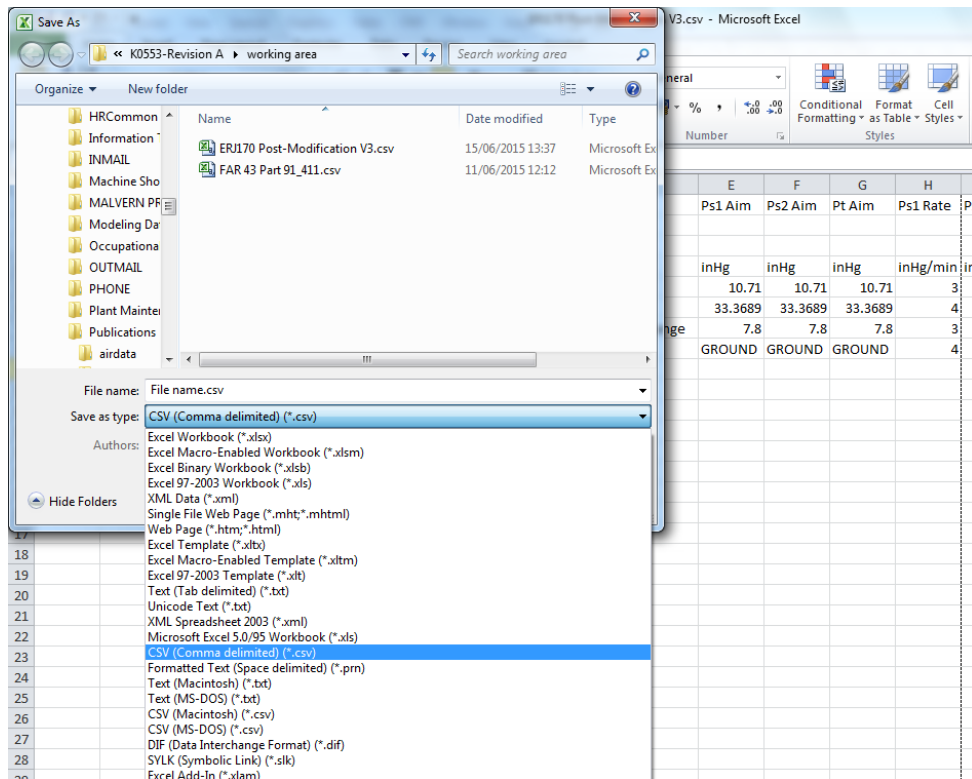 Save As
V3.csv - Microsoft Excel
« K0553-Revision A ▸ working area
Search working area
Organize
New folder
HRCommon
Information
INMAIL
Machine Sho
MALVERN PR
Modeling Da
Occupationa
OUTMAIL
PHONE
Plant Mainte
Publications
airdata
Name Date modified Type
ERJ170 Post-Modification V3.csv 15/06/2015 13:37 Microsoft Ex
FAR 43 Part 91_411.csv 11/06/2015 12:12 Microsoft Ex
File name: File name.csv
Save as type: CSV (Comma delimited) (*.csv)
Authors:
Hide Folders
Excel Workbook (*.xlsx)
Excel Macro-Enabled Workbook (*.xlsm)
Excel Binary Workbook (*.xlsb)
Excel 97-2003 Workbook (*.xls)
XML Data (*.xml)
Single File Web Page (*.mht;*.mhtml)
Web Page (*.htm;*.html)
Excel Template (*.xltx)
Excel Macro-Enabled Template (*.xltm)
Excel 97-2003 Template (*.xlt)
Text (Tab delimited) (*.txt)
Unicode Text (*.txt)
XML Spreadsheet 2003 (*.xml)
Microsoft Excel 5.0/95 Workbook (*.xls)
CSV (Comma delimited) (*.csv)
Formatted Text (Space delimited) (*.prn)
Text (Macintosh) (*.txt)
Text (MS-DOS) (*.txt)
CSV (Macintosh) (*.csv)
CSV (MS-DOS) (*.csv)
DIF (Data Interchange Format) (*.dif)
SYLK (Symbolic Link) (*.slk)
Excel Add-In (*.xlam)
neral
% , .00
Conditional Formatting
Format as Table
Cell Styles
Number
Styles
E F G H
Ps1 Aim Ps2 Aim Pt Aim Ps1 Rate P
inHg inHg inHg inHg/min in
10.71 10.71 10.71 3
33.3689 33.3689 33.3689 4
nge 7.8 7.8 7.8 3
GROUND GROUND GROUND 4
17
18
19
20
21
22
23
24
25
26
27
28